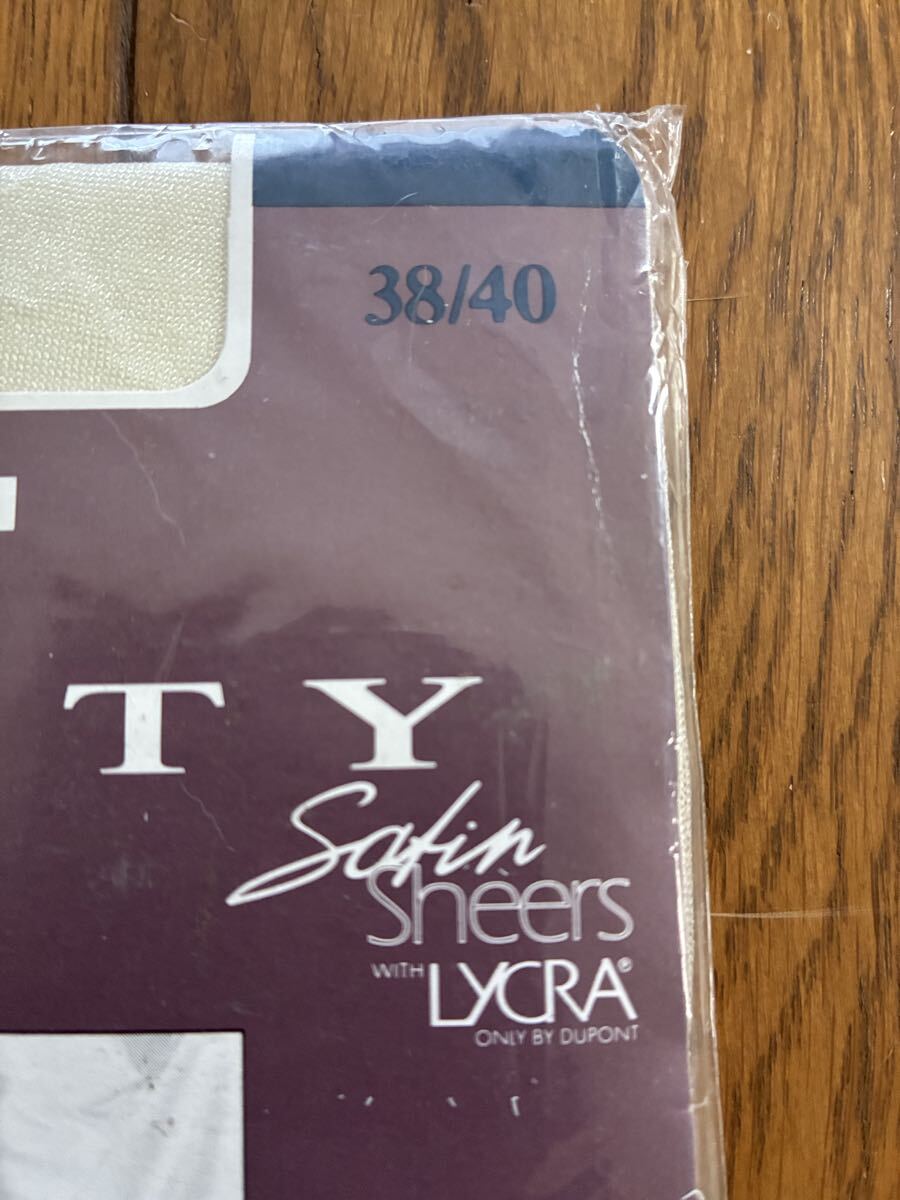 38/40
T Y
Satin
Sheers
WITH LYCRA®
ONLY BY DUPONT